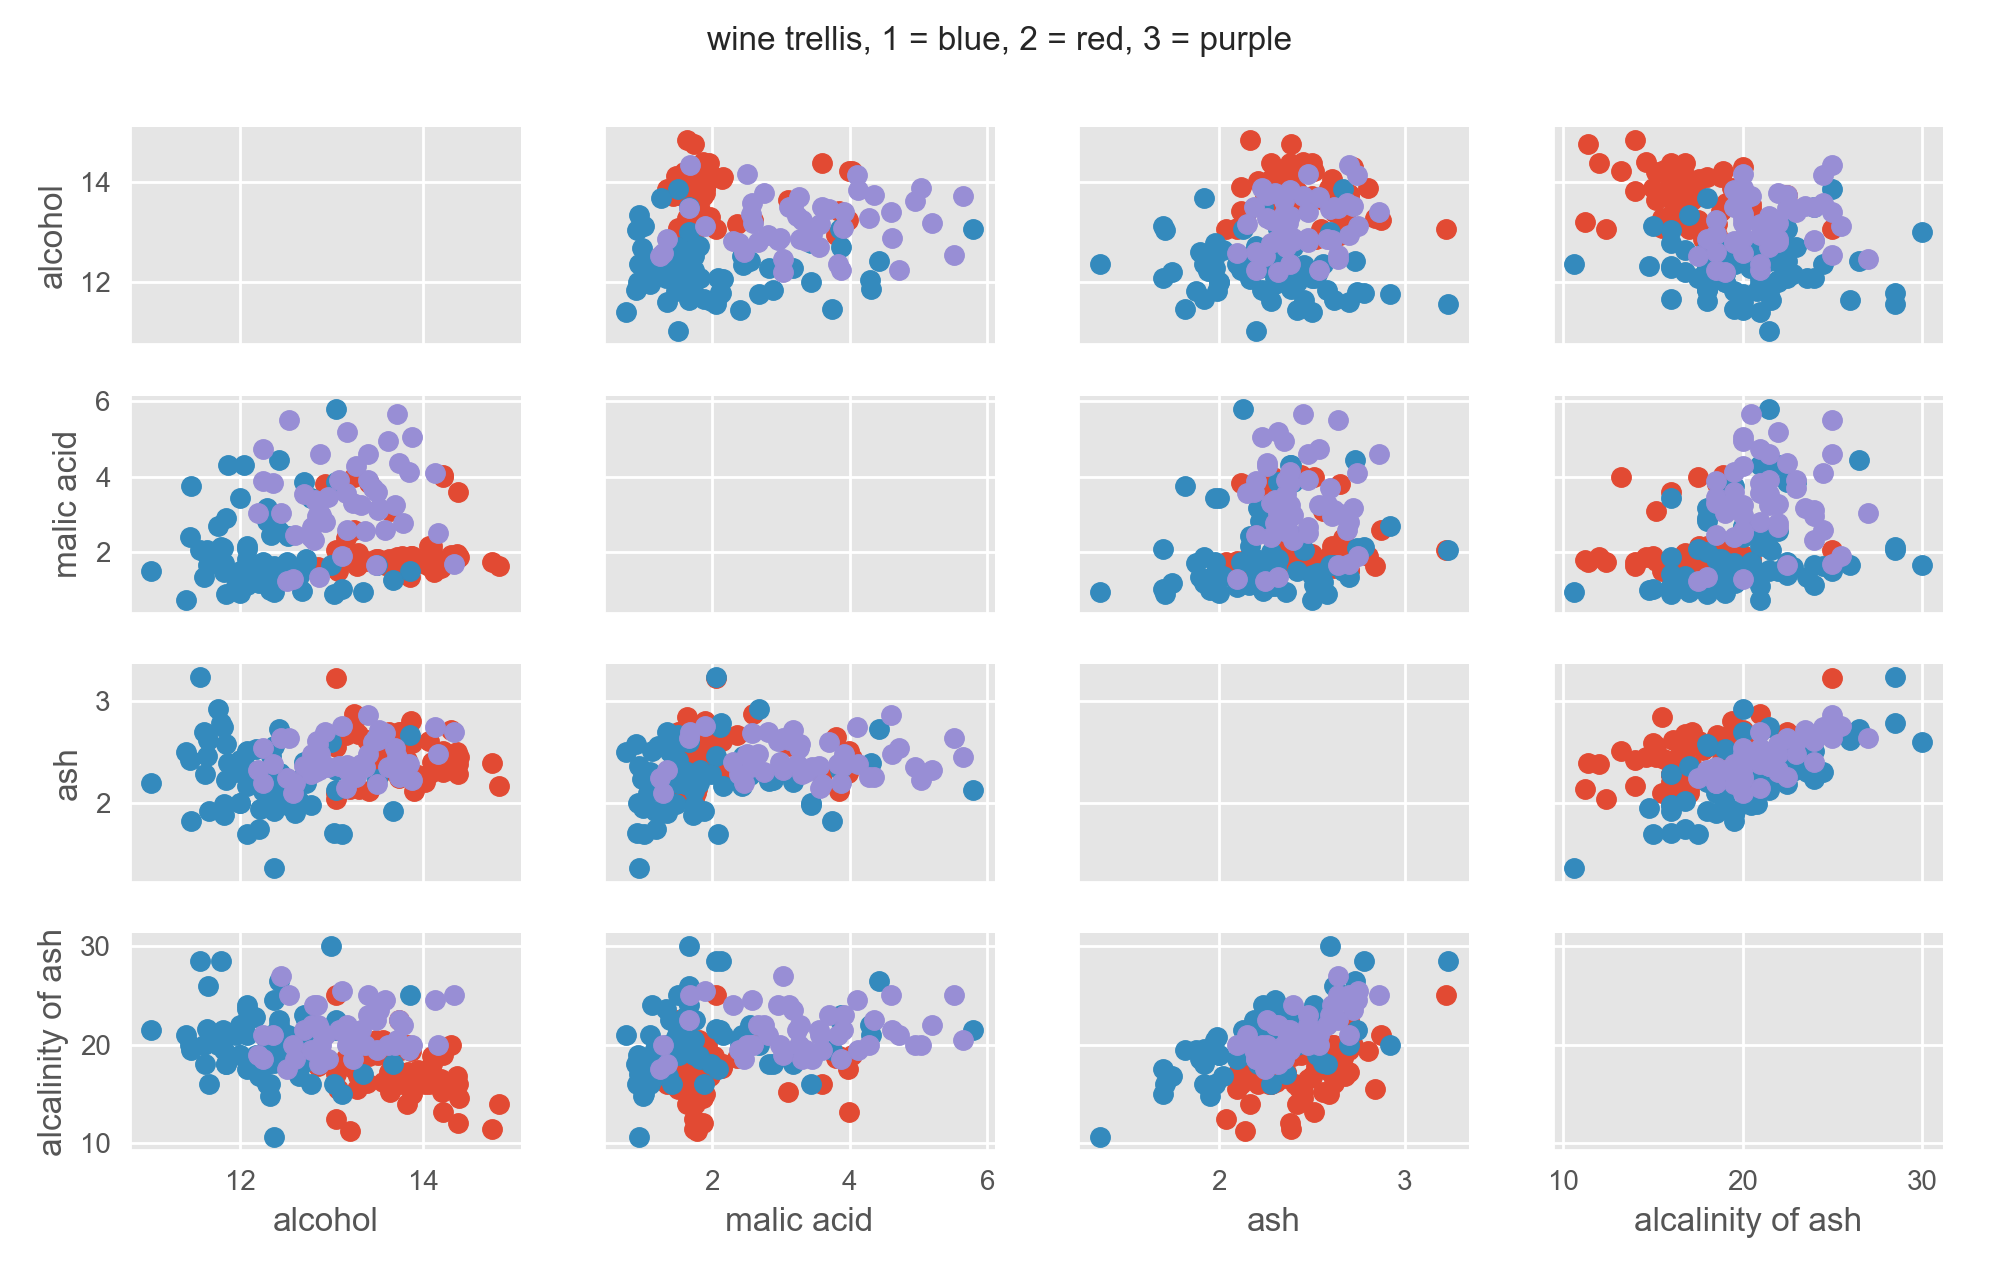 wine trellis, 1 = blue, 2 = red, 3 = purple
alcohol
14
12
malic acid
6
4
2
ash
3
2
alcalinity of ash
30
20
10
12 14
2 4 6
2 3
10 20 30
alcohol
malic acid
ash
alcalinity of ash